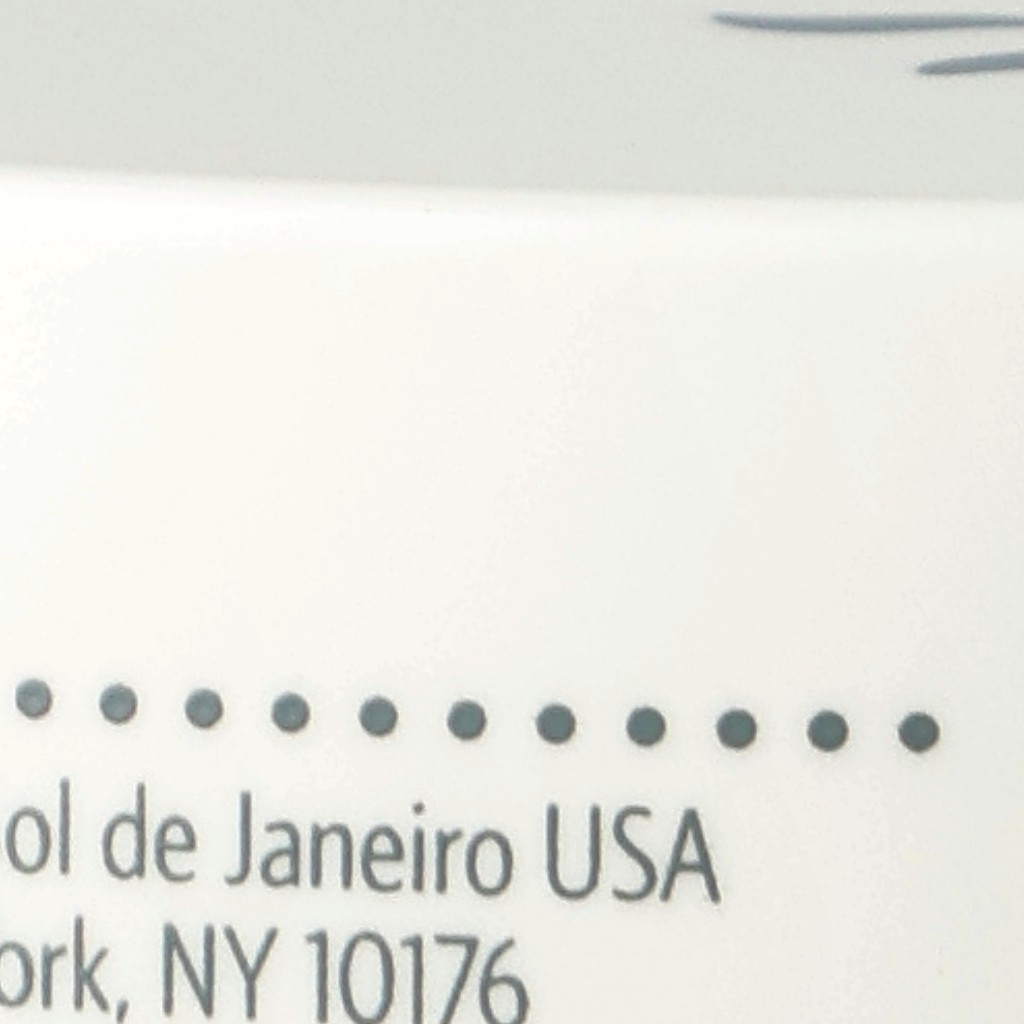 ol de Janeiro USA
ork, NY 10176